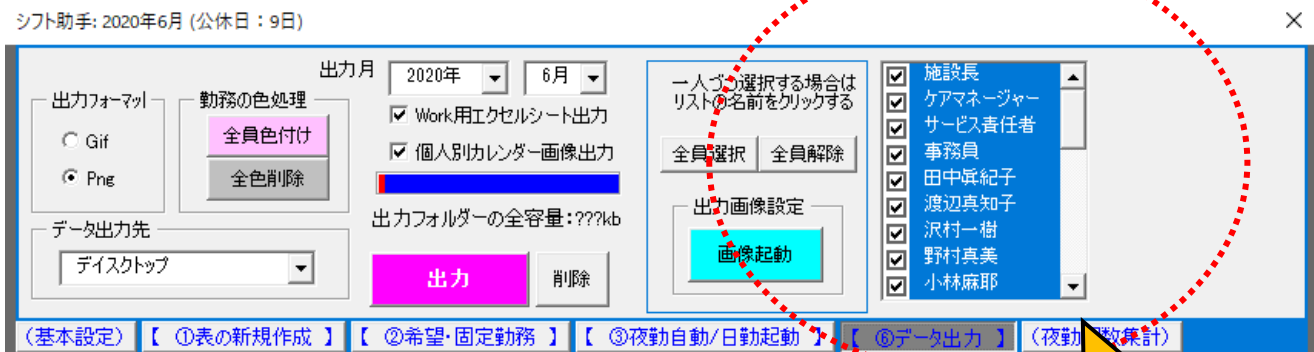 シフト助手: 2020年6月 (公休日：9日)
出力フォーマット
Gif
Png
勤務の色処理
全員色付け
全色削除
データ出力先
デイスクトップ
出力月 2020年 6月
Work用エクセルシート出力
個人別カレンダー画像出力
出力フォルダーの全容量:???kb
出力 削除
一人づつ選択する場合は
リストの名前をクリックする
全員選択 全員解除
出力画像設定
画像起動
施設長
ケアマネージャー
サービス責任者
事務員
田中眞紀子
渡辺真知子
沢村一樹
野村真美
小林麻耶
(基本設定) 【 ①表の新規作成 】 【 ②希望・固定勤務 】 【 ③夜勤自動/日勤起動 】 【 ⑥データ出力 】 (夜勤 数集計)